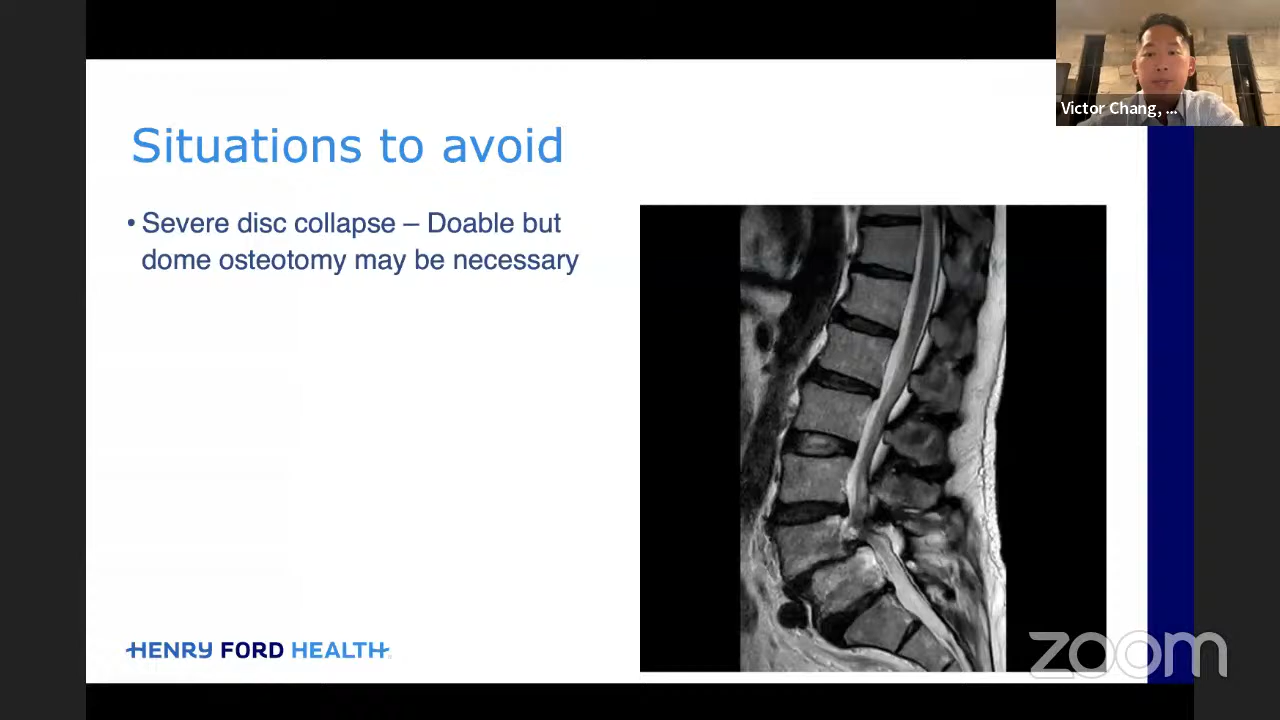 Victor Chang, ...
Situations to avoid
• Severe disc collapse – Doable but
dome osteotomy may be necessary
HENRY FORD HEALTH
zoom